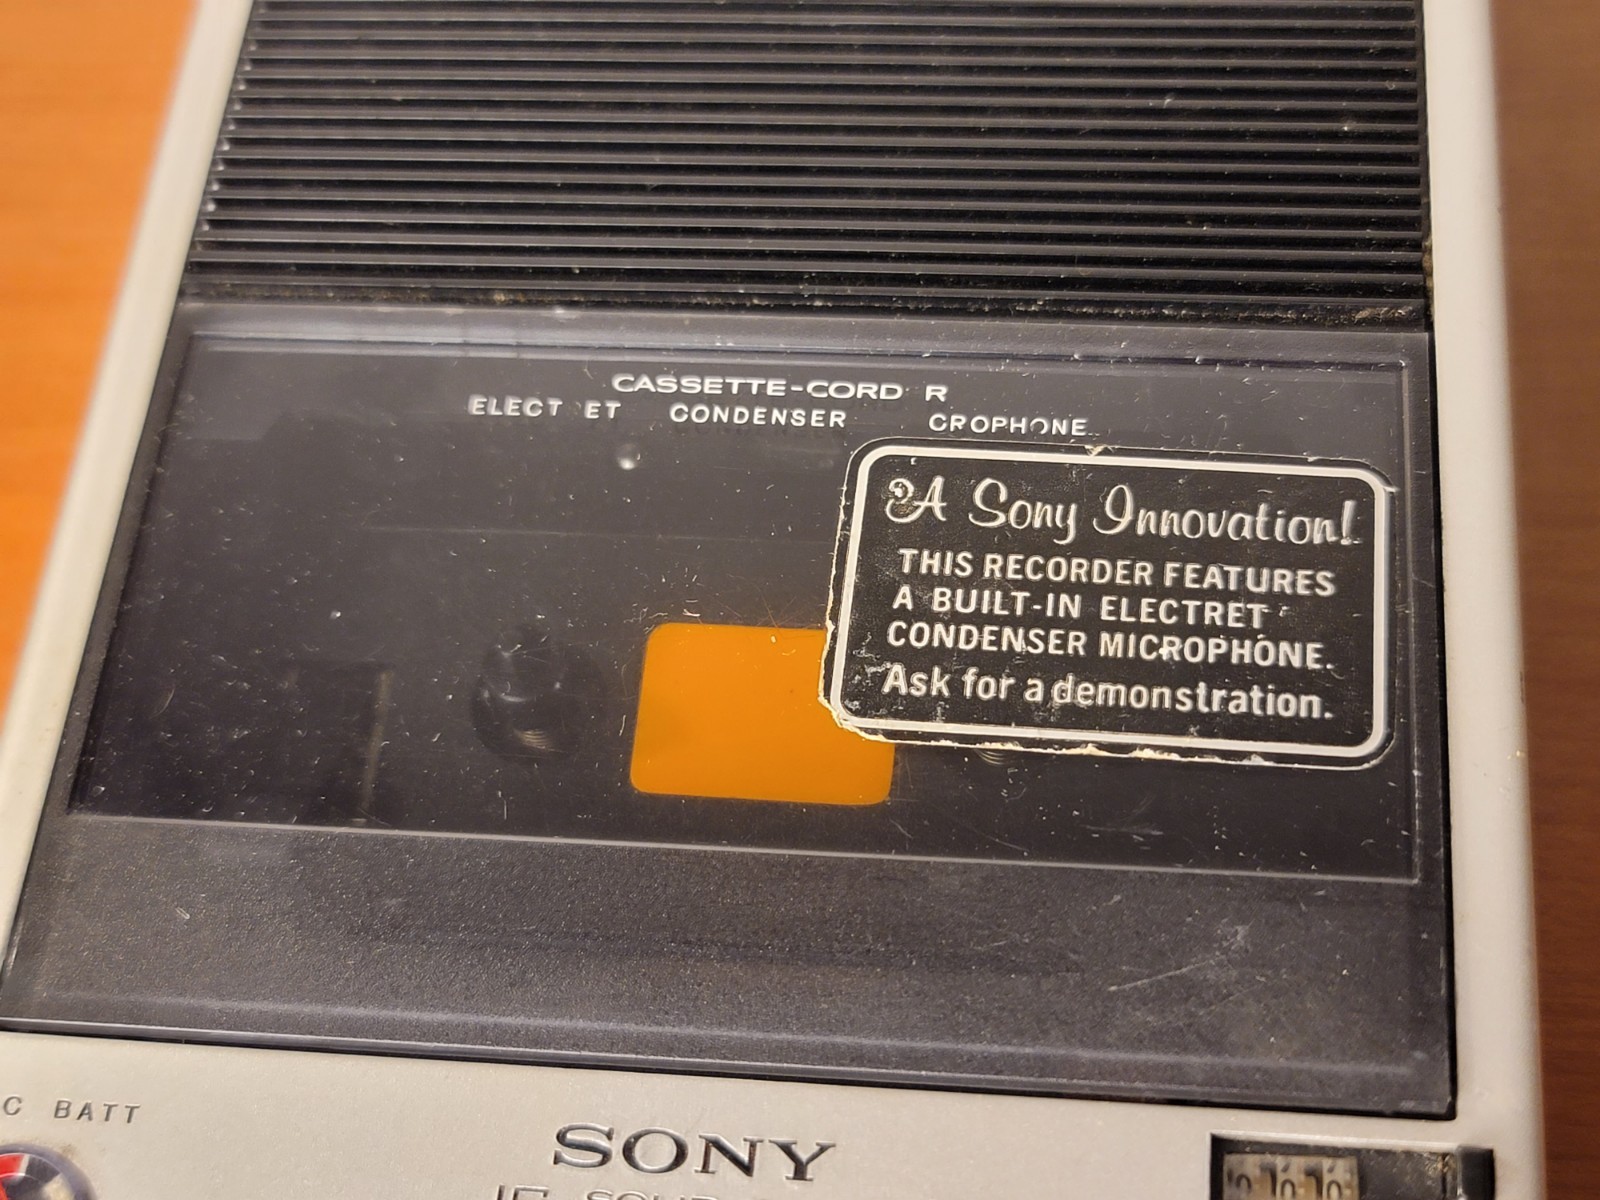 CASSETTE-CORD R
ELECT ET CONDENSER CROPHONE
A Sony Innovation!
THIS RECORDER FEATURES
A BUILT-IN ELECTRET
CONDENSER MICROPHONE.
Ask for a demonstration.
C BATT
SONY